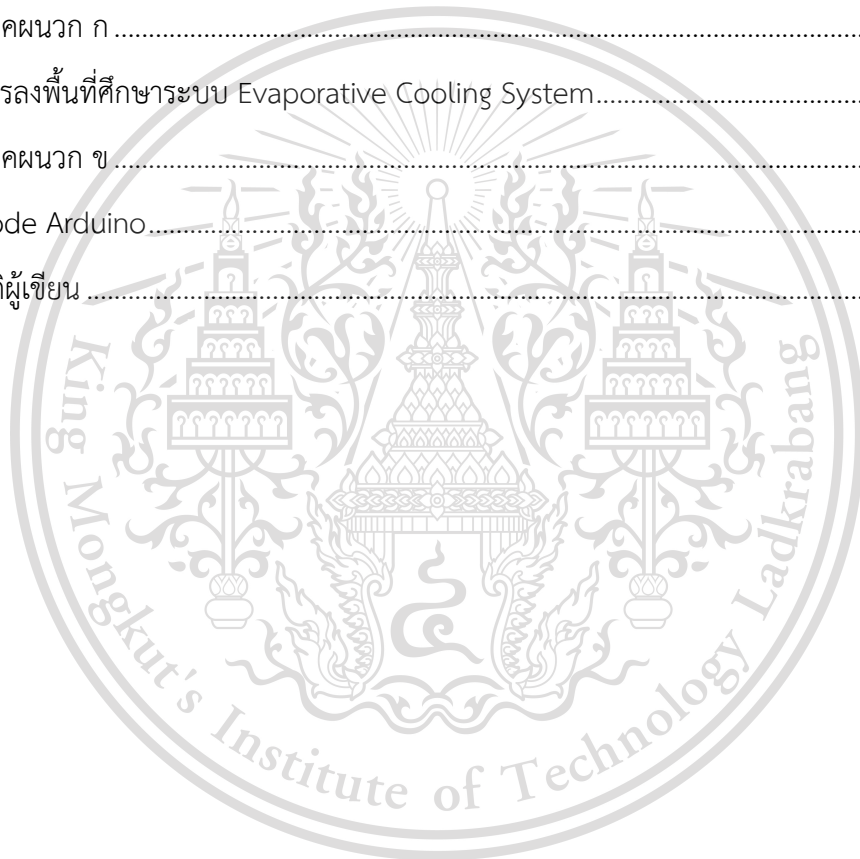 คผนวก ก
รลงพื้นที่ศึกษาระบบ Evaporative Cooling System
คผนวก ข
ode Arduino
ติผู้เขียน
King Mongkut's Institute of Technology Ladkrabang